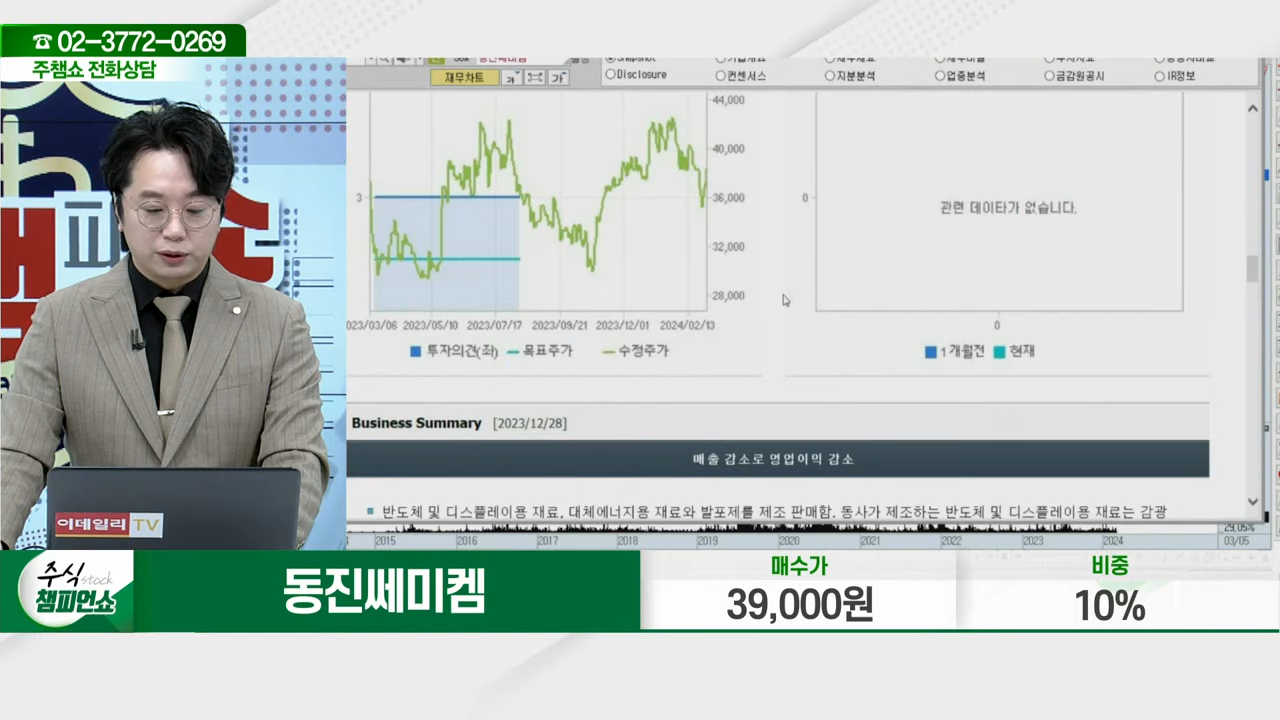 ☎ 02-3772-0269
주챔쇼 전화상담
재무차트
Disclosure
컨센서스
지분분석
업종분석
금감원공시
IR정보
44,000
40,000
3
36,000
32,000
28,000
023/03/06 2023/05/10 2023/07/17 2023/09/21 2023/12/01 2024/02/13
투자의견(좌) 목표주가 수정주가
0
관련 데이타가 없습니다.
0
1개월전 현재
Business Summary [2023/12/28]
매출 감소로 영업이익 감소
반도체 및 디스플레이용 재료, 대체에너지용 재료와 발포제를 제조 판매함. 동사가 제조하는 반도체 및 디스플레이용 재료는 감광
2015 2016 2017 2018 2019 2020 2021 2022 2023 2024
29.05%
03/05
이데일리 TV
주식 stock
챔피언쇼
동진쎄미켐
매수가
39,000원
비중
10%